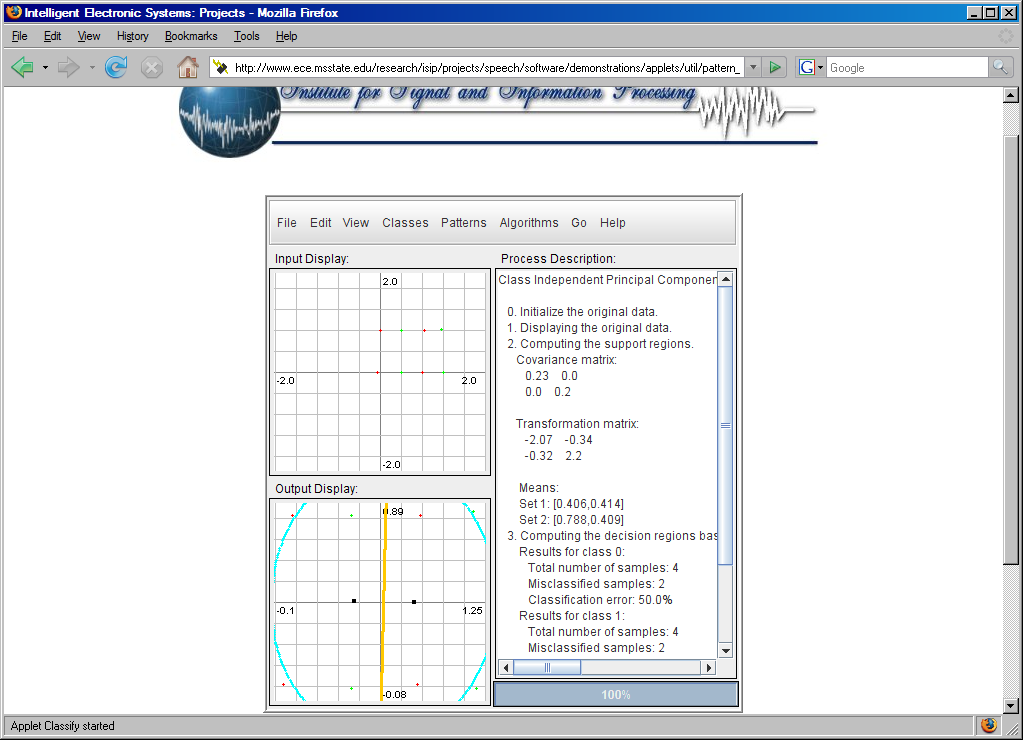 Intelligent Electronic Systems: Projects - Mozilla Firefox
File Edit View History Bookmarks Tools Help
http://www.ece.msstate.edu/research/isip/projects/speech/software/demonstrations/applets/util/pattern_
G Google
Institute for Signal and Information Processing
File Edit View Classes Patterns Algorithms Go Help
Input Display:
2.0
-2.0 2.0
-2.0
Output Display:
0.89
-0.1 1.25
-0.08
Process Description:
Class Independent Principal Componen
0. Initialize the original data.
1. Displaying the original data.
2. Computing the support regions.
Covariance matrix:
0.23 0.0
0.0 0.2
Transformation matrix:
-2.07 -0.34
-0.32 2.2
Means:
Set 1: [0.406,0.414]
Set 2: [0.788,0.409]
3. Computing the decision regions bas
Results for class 0:
Total number of samples: 4
Misclassified samples: 2
Classification error: 50.0%
Results for class 1:
Total number of samples: 4
Misclassified samples: 2
100%
Applet Classify started